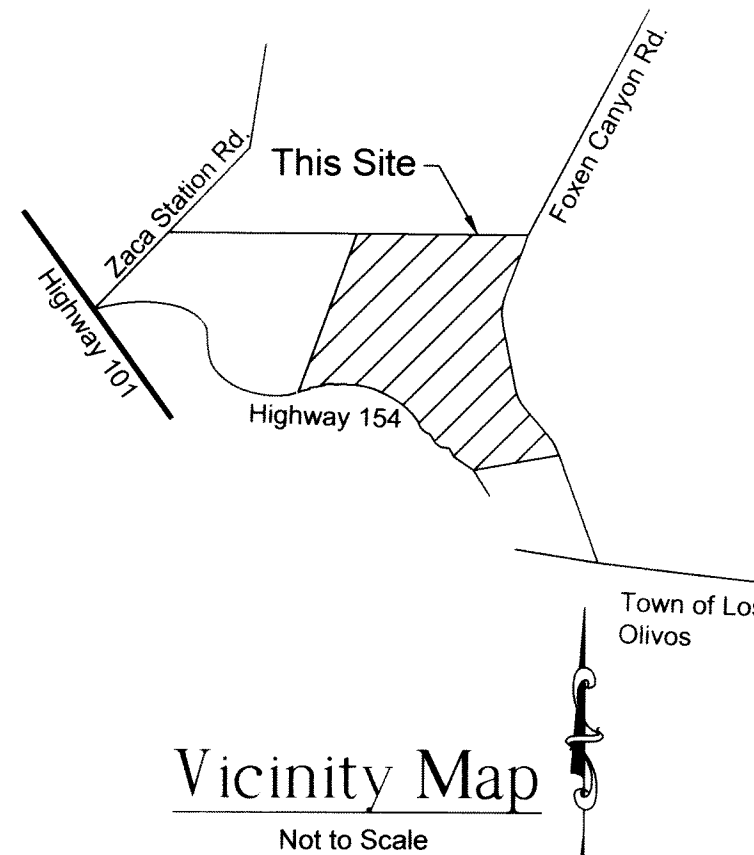 Foxen Canyon Rd.
Zaca Station Rd.
This Site
Highway 101
Highway 154
Town of Los
Olivos
Vicinity Map
Not to Scale